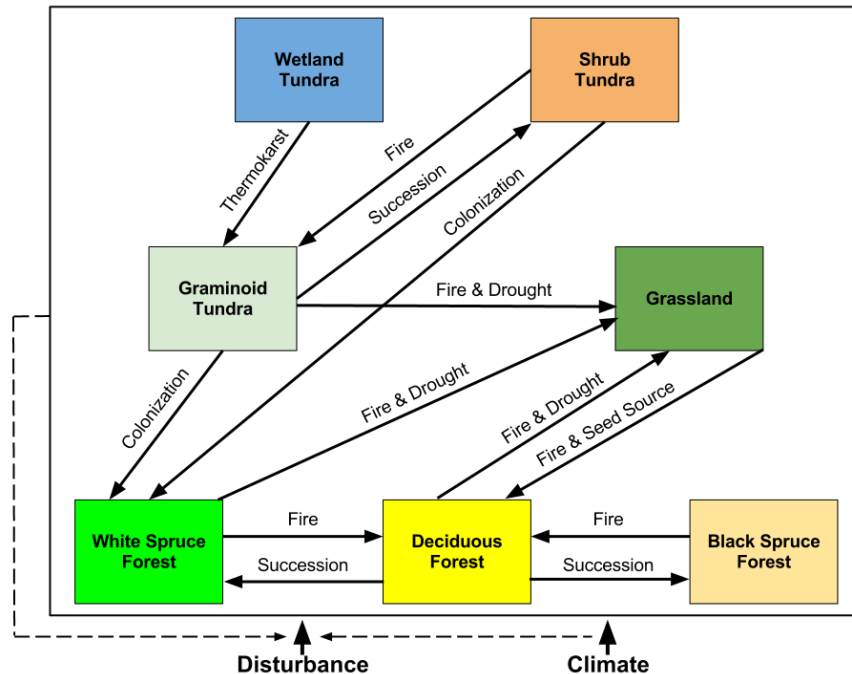 Wetland
Tundra
Shrub
Tundra
Thermokarst
Fire
Succession
Colonization
Graminoid
Tundra
Fire & Drought
Grassland
Colonization
Fire & Drought
Fire & Drought
Fire & Seed Source
White Spruce
Forest
Fire
Succession
Deciduous
Forest
Fire
Succession
Black Spruce
Forest
Disturbance
Climate